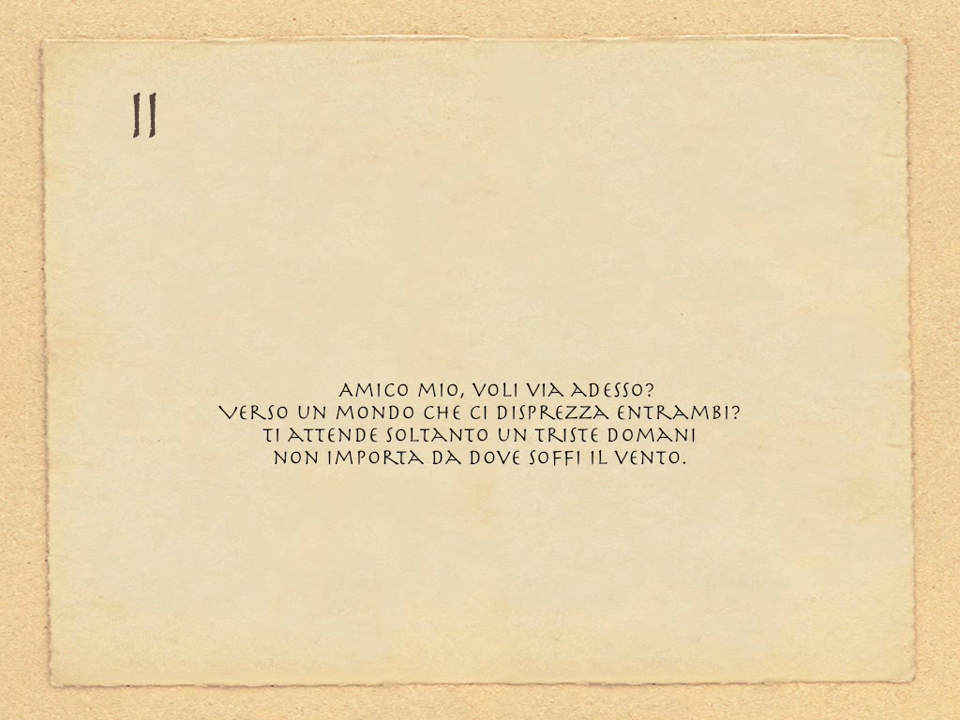 II
Amico mio, voli via adesso?
Verso un mondo che ci disprezza entrambi?
Ti attende soltanto un triste domani
non importa da dove soffi il vento.